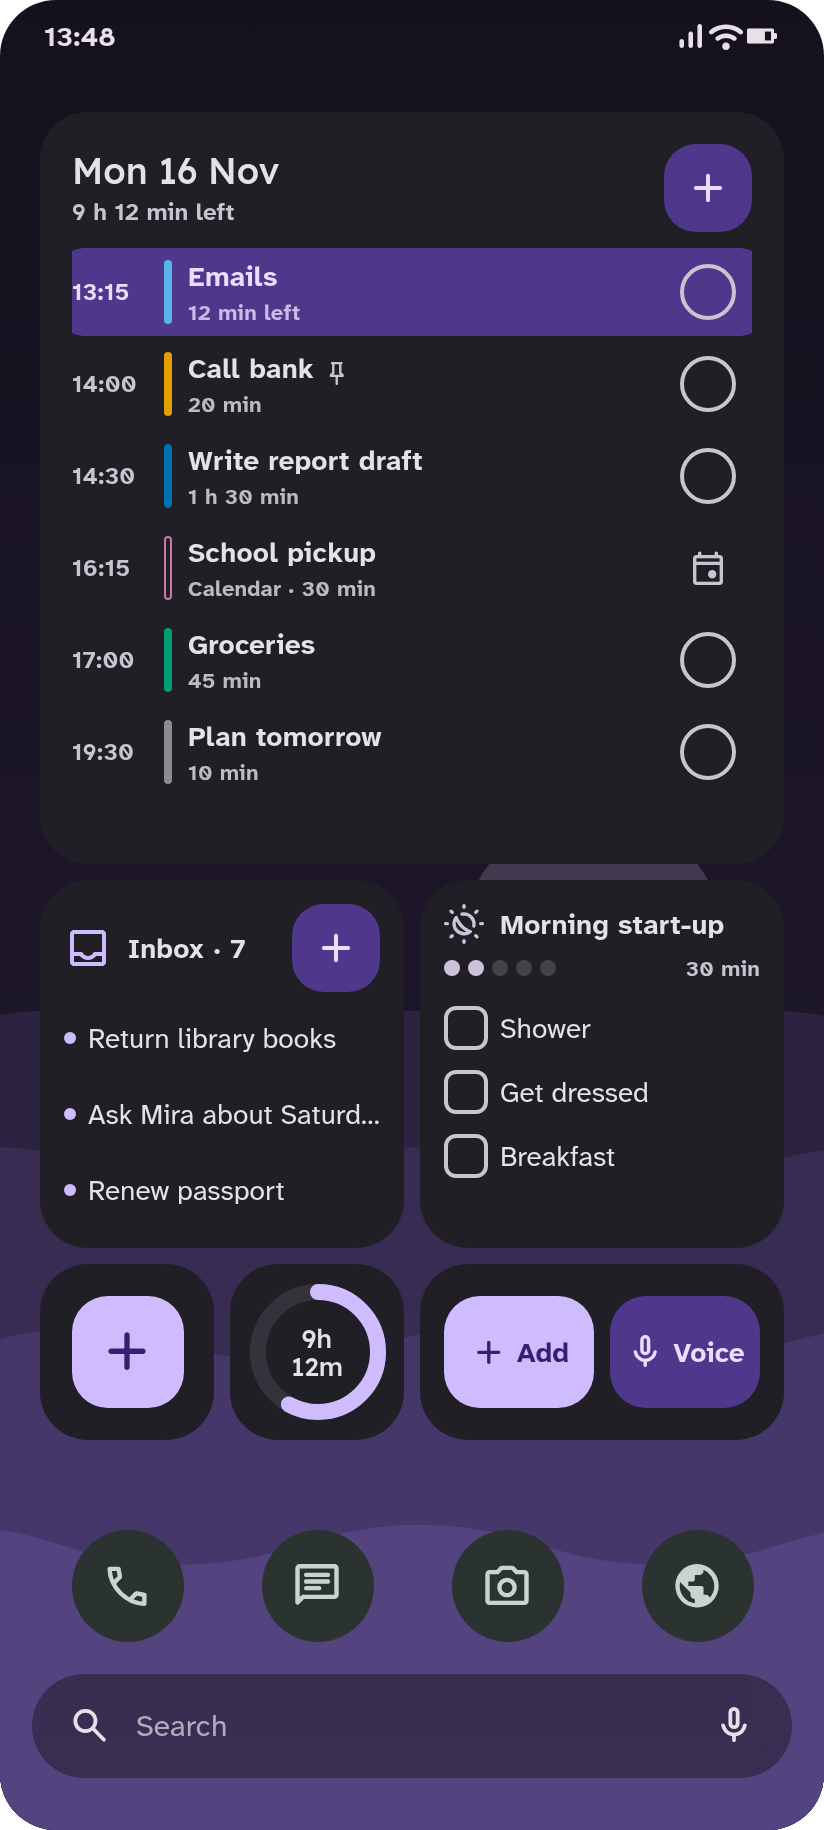 13:48
Mon 16 Nov
9 h 12 min left
13:15
Emails
12 min left
14:00
Call bank
20 min
14:30
Write report draft
1 h 30 min
16:15
School pickup
Calendar · 30 min
17:00
Groceries
45 min
19:30
Plan tomorrow
10 min
Inbox · 7
Return library books
Ask Mira about Saturd…
Renew passport
Morning start-up
30 min
Shower
Get dressed
Breakfast
9h
12m
Add
Voice
Search